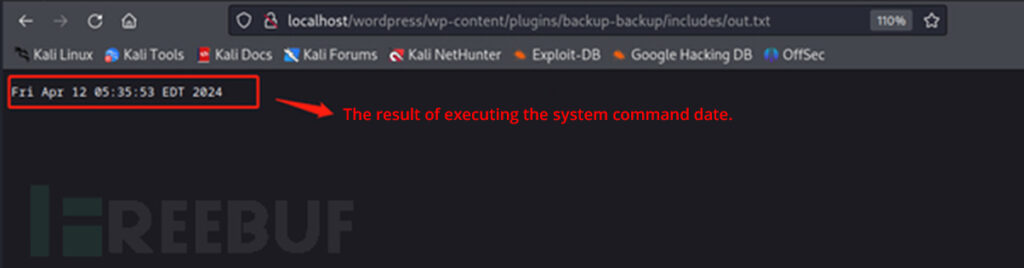 localhost/wordpress/wp-content/plugins/backup-backup/includes/out.txt 110%
Kali Linux Kali Tools Kali Docs Kali Forums Kali NetHunter Exploit-DB Google Hacking DB OffSec
Fri Apr 12 05:35:53 EDT 2024
The result of executing the system command date.
FREEBUF